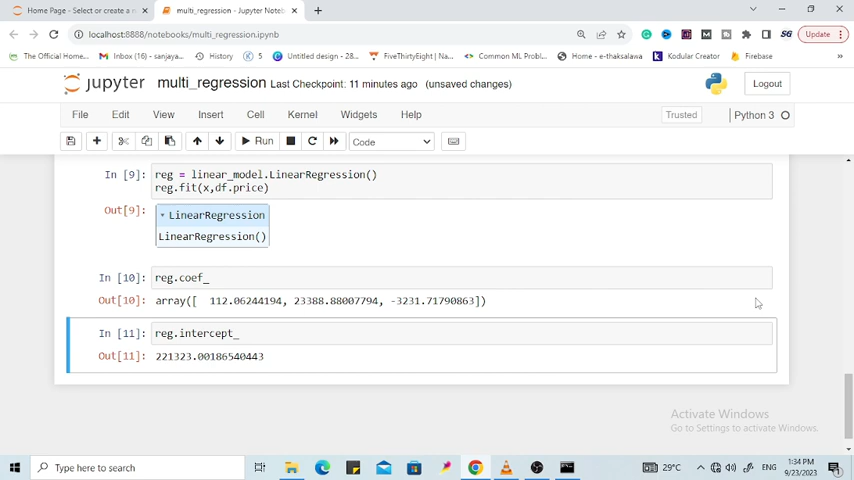 Home Page - Select or create a n
multi_regression - Jupyter Noteb
localhost:8888/notebooks/multi_regression.ipynb
Update
The Official Home...
Inbox (16) - sanjaya...
History
5
Untitled design - 28...
FiveThirtyEight | Na...
Common ML Probl...
Home - e-thaksalawa
Kodular Creator
Firebase
»
jupyter multi_regression Last Checkpoint: 11 minutes ago (unsaved changes)
Logout
File Edit View Insert Cell Kernel Widgets Help
Trusted
Python 3
Run
Code
In [9]: reg = linear_model.LinearRegression()
reg.fit(x,df.price)
Out[9]: LinearRegression
LinearRegression()
In [10]: reg.coef_
Out[10]: array([ 112.06244194, 23388.88007794, -3231.71790863])
In [11]: reg.intercept_
Out[11]: 221323.00186540443
Activate Windows
Go to Settings to activate Windows.
Type here to search
29°C
ENG
1:34 PM
9/23/2023